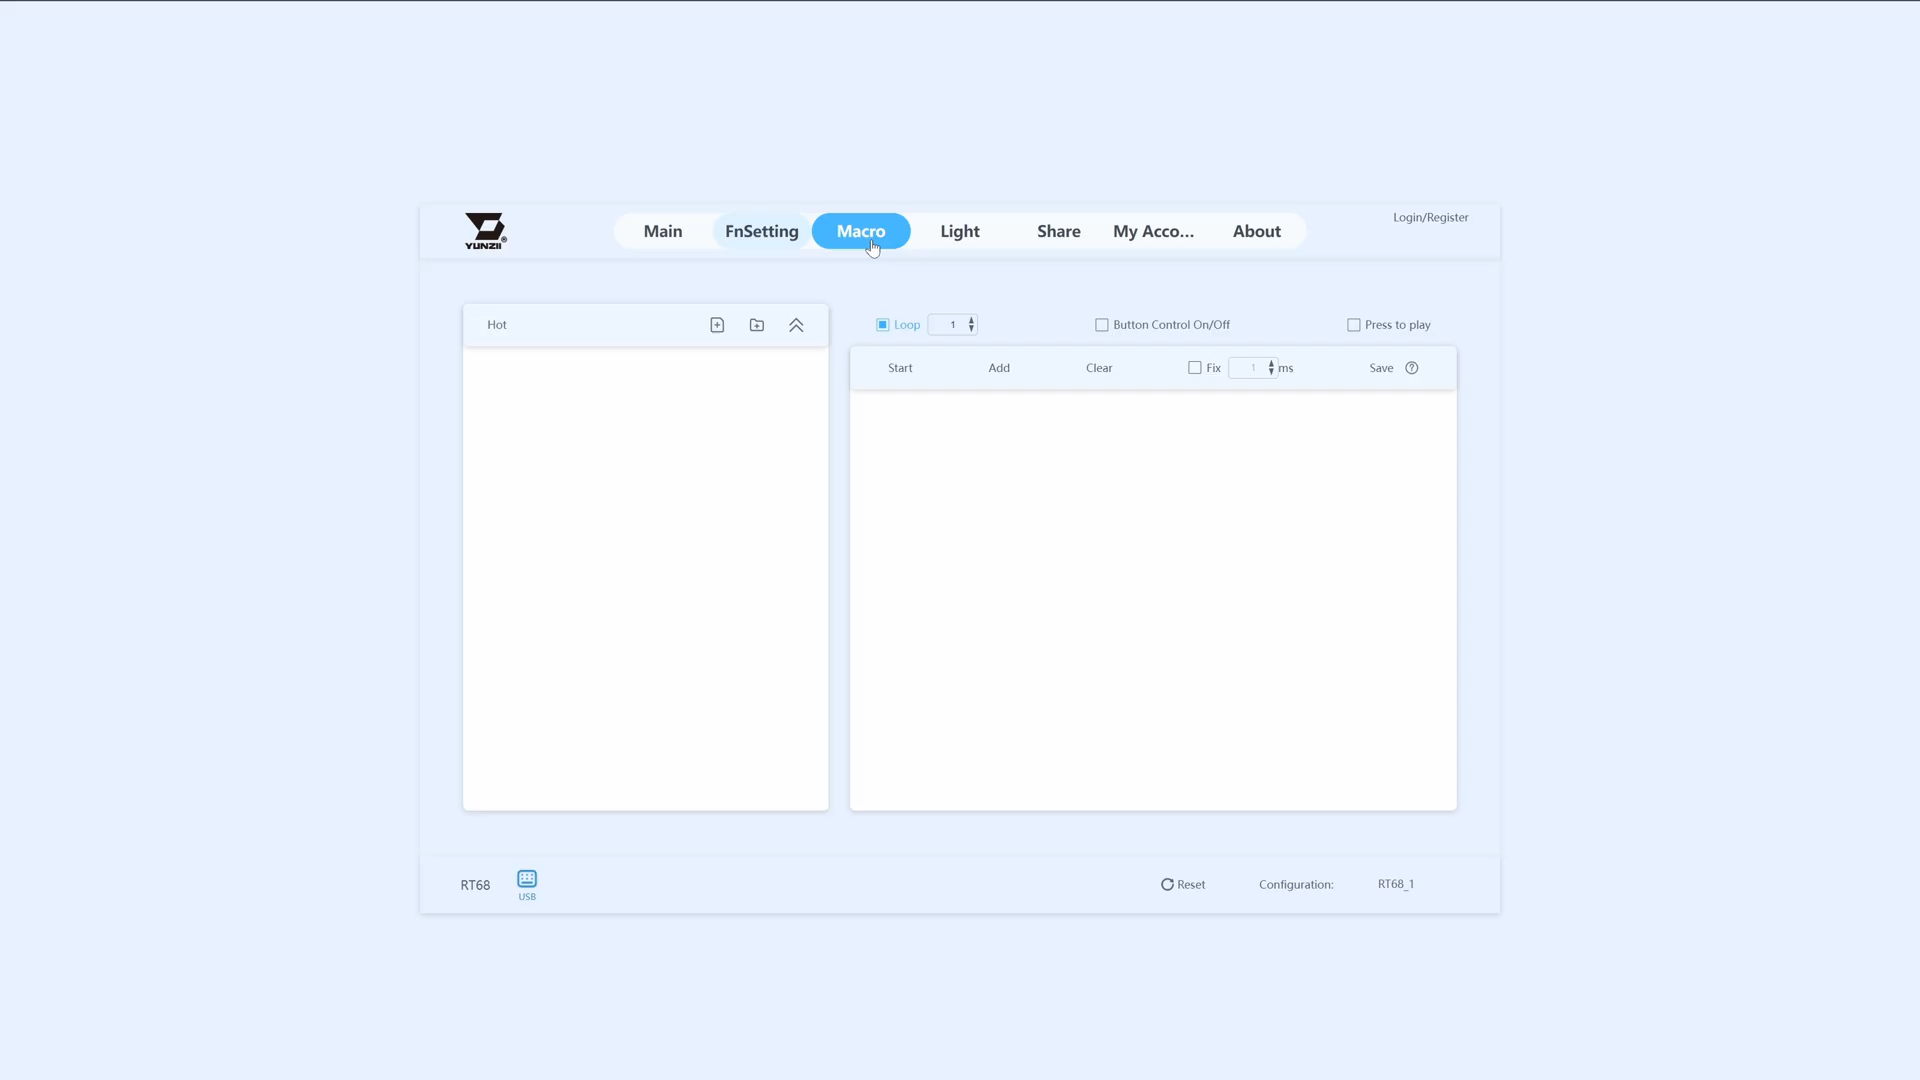 YUNZII®
Main FnSetting Macro Light Share My Acco... About
Login/Register
Hot
Loop 1 Button Control On/Off Press to play
Start Add Clear Fix 1 ms Save ?
RT68 USB Reset Configuration: RT68_1